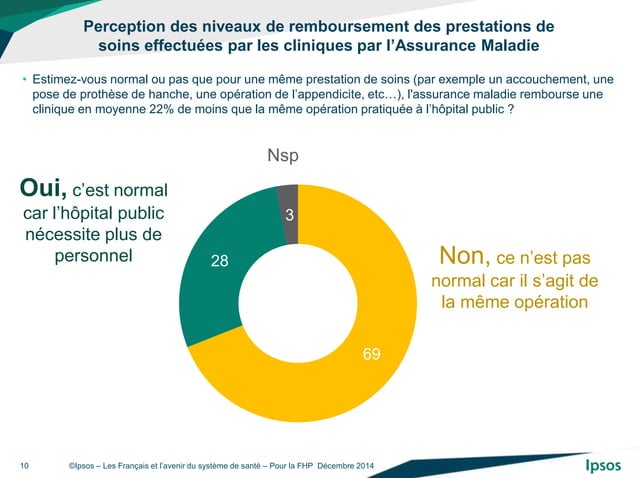 Perception des niveaux de remboursement des prestations de
soins effectuées par les cliniques par l’Assurance Maladie
• Estimez-vous normal ou pas que pour une même prestation de soins (par exemple un accouchement, une
pose de prothèse de hanche, une opération de l’appendicite, etc…), l'assurance maladie rembourse une
clinique en moyenne 22% de moins que la même opération pratiquée à l’hôpital public ?
Nsp
Oui, c’est normal
car l’hôpital public
nécessite plus de
personnel
3
28
Non, ce n’est pas
normal car il s’agit de
la même opération
69
10 ©Ipsos – Les Français et l’avenir du système de santé – Pour la FHP Décembre 2014
Ipsos